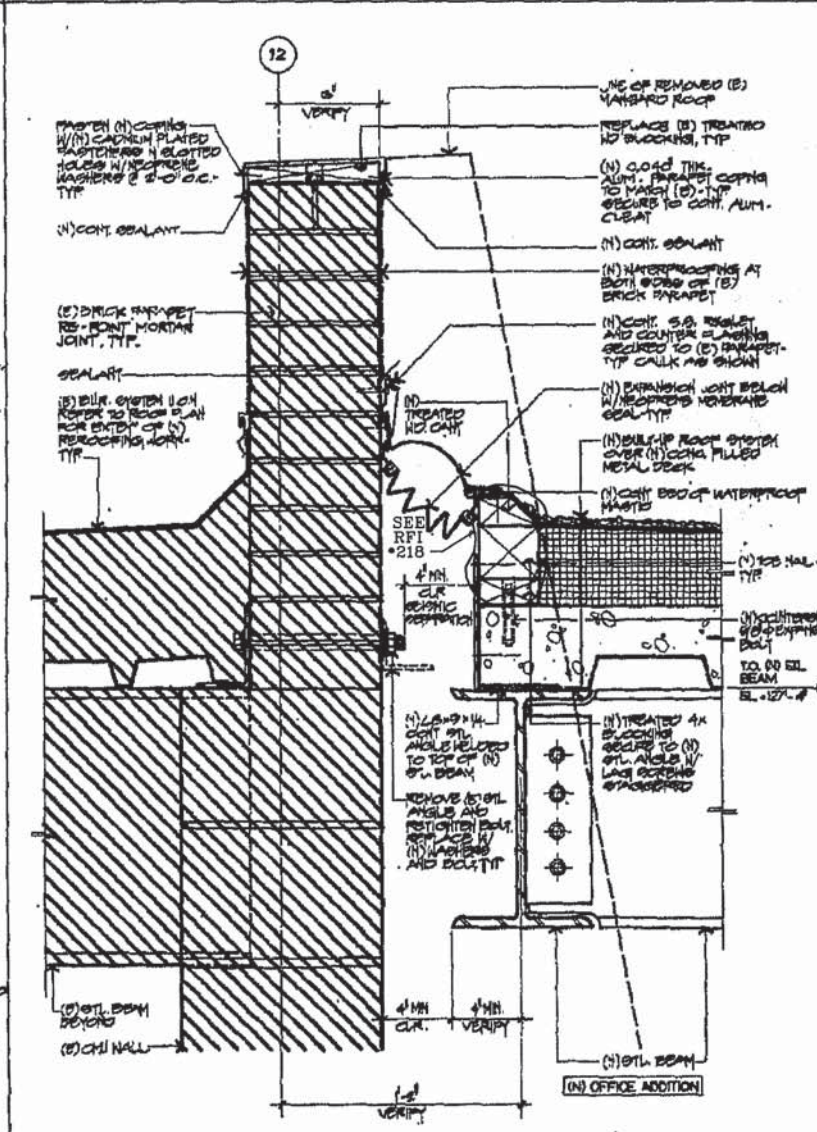 12
8"
VERIFY
FASTEN (N) COPING
W/(N) CADMIUM PLATED
FASTENERS IN SLOTTED
HOLES W/NEOPRENE
WASHERS @ 2'-0" O.C.-
TYP
(N) CONT. SEALANT
(E) BRICK PARAPET
RE-POINT MORTAR
JOINT, TYP.
SEALANT
(E) BUR. SYSTEM U.O.N
REFER TO ROOF PLAN
FOR EXTENT OF (N)
REROOFING WORK-
TYP
LINE OF REMOVED (E)
MANSARD ROOF
REPLACE (E) TREATED
WD BLOCKING, TYP
(N) 0.040" THK.
ALUM. PARAPET COPING
TO MATCH (E)-TYP
SECURE TO CONT. ALUM.
CLEAT
(N) CONT. SEALANT
(N) WATERPROOFING AT
BOTH SIDES OF (E)
BRICK PARAPET
(N) CONT. S.S. REGLET
AND COUNTER FLASHING
SECURED TO (E) PARAPET-
TYP CAULK AS SHOWN
(N) EXPANSION JOINT BELOW
W/NEOPRENE MEMBRANE
SEAL-TYP
(N)
TREATED
WD. CANT
(N) BUILT-UP ROOF SYSTEM
OVER (N) CONC. FILLED
METAL DECK
(N) CONT BED OF WATERPROOF
MASTIC
SEE
RFI
218
4" MIN.
CLR
SEISMIC
SEPARATION
(N) TOE NAIL-
TYP.
BOLT
T.O. (N) STL
BEAM
CONT STL
ANGLE WELDED
TO TOP OF (N)
STL BEAM
(N) TREATED 4x
BLOCKING
SECURE TO (N)
STL. ANGLE W/
LAG SCREWS
STAGGERED
REMOVE (E) STL
ANGLE AND
RETIGHTEN BOLT.
REPLACE W/
(N) WASHERS
AND BOLT, TYP
(E) STL. BEAM
BEYOND
(E) CMU WALL
4" MIN
CLR.
4" MIN.
VERIFY
VERIFY
(N) STL. BEAM
(N) OFFICE ADDITION